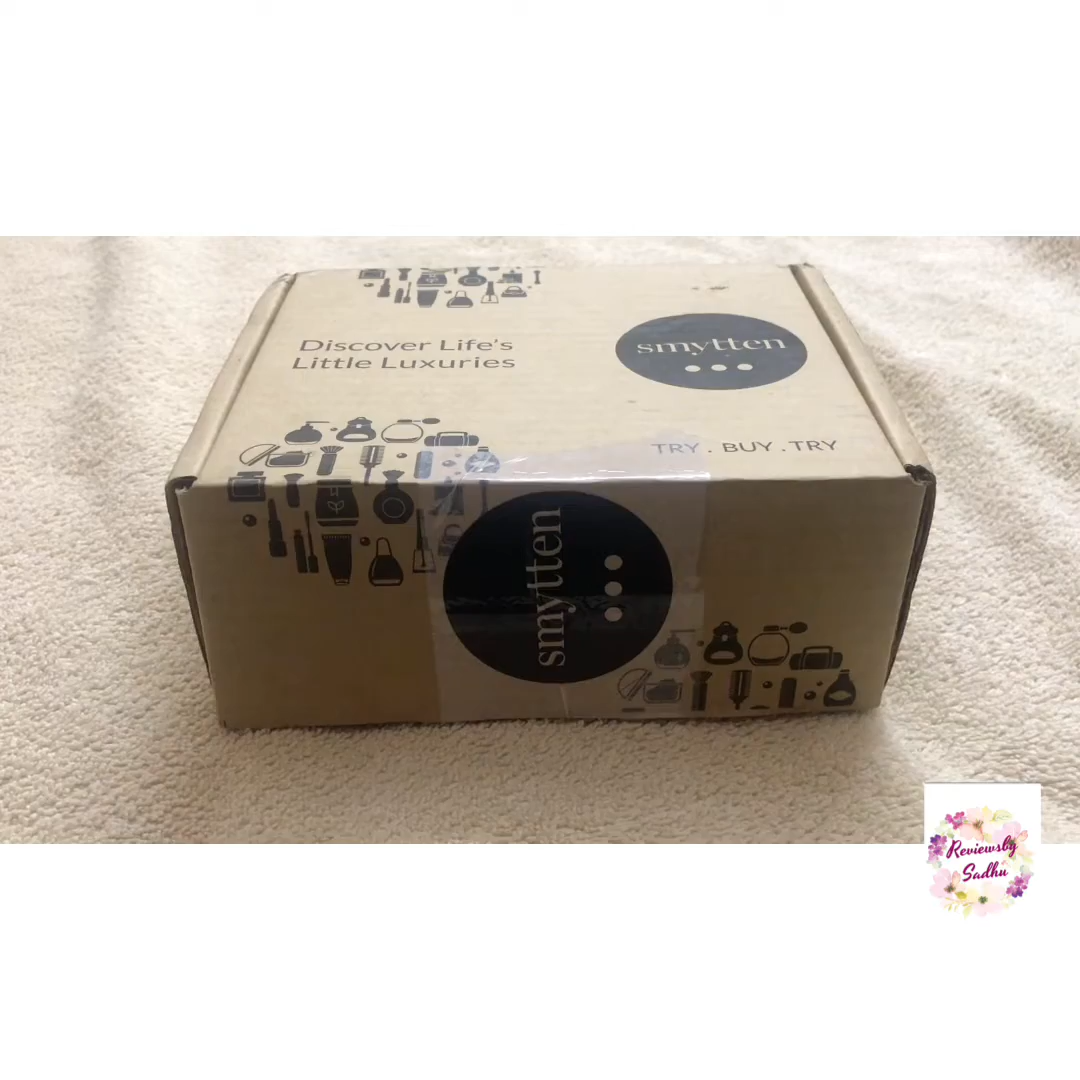 Discover Life's
Little Luxuries
smytten
TRY . BUY . TRY
smytten
Reviewsby
Sadhu